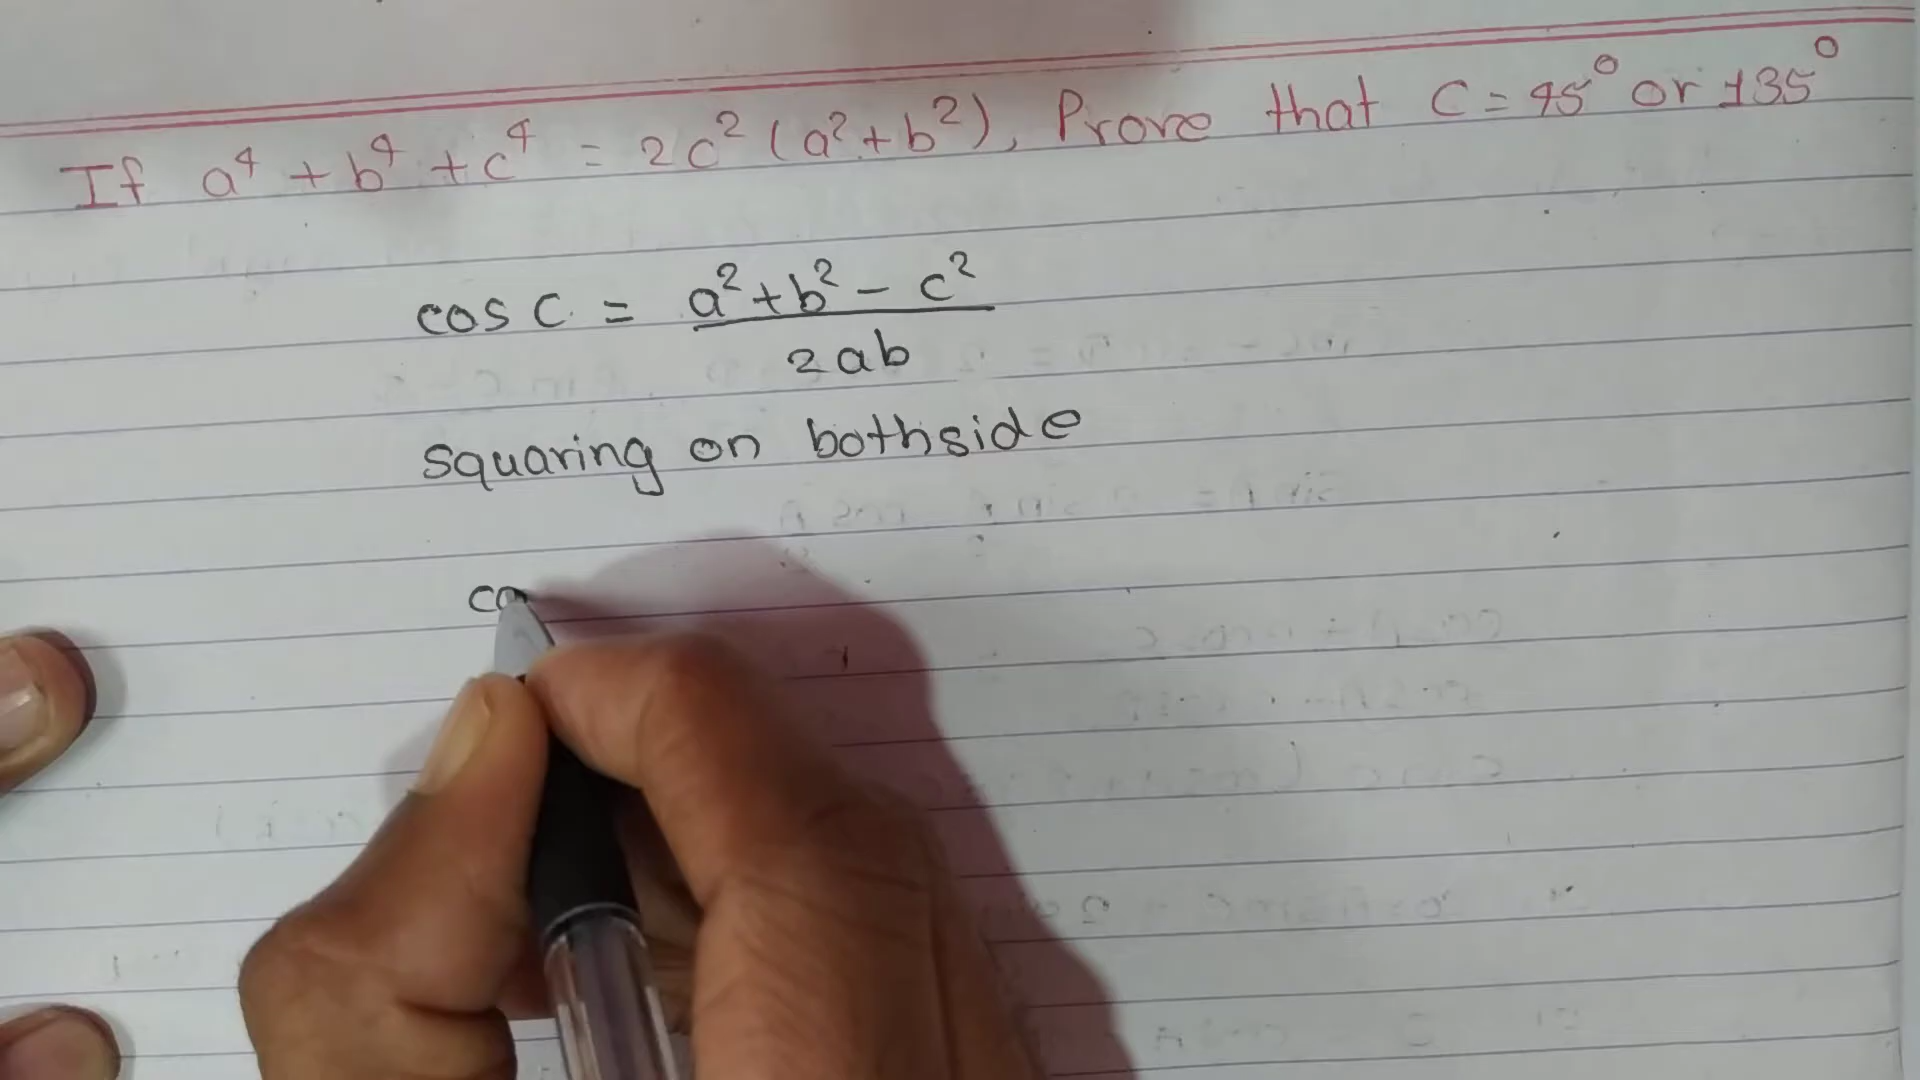 If a⁴ + b⁴ + c⁴ = 2c² (a² + b²), Prove that C = 45° or 135°
cos C = a² + b² − c² / 2ab
squaring on bothside
co